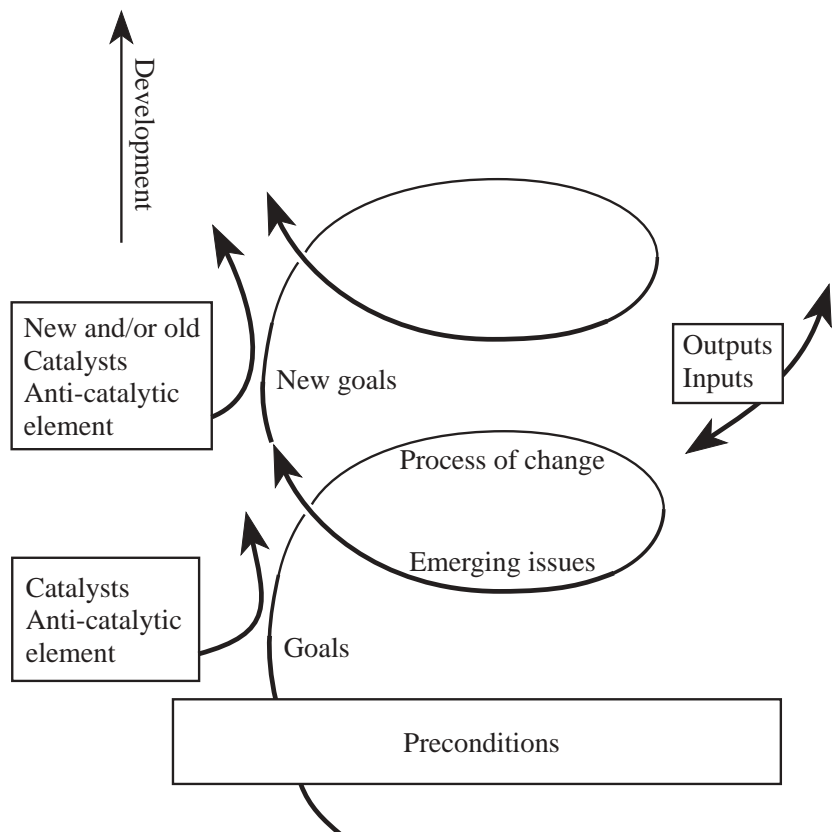 Development
New and/or old
Catalysts
Anti-catalytic
element
New goals
Outputs
Inputs
Process of change
Emerging issues
Catalysts
Anti-catalytic
element
Goals
Preconditions